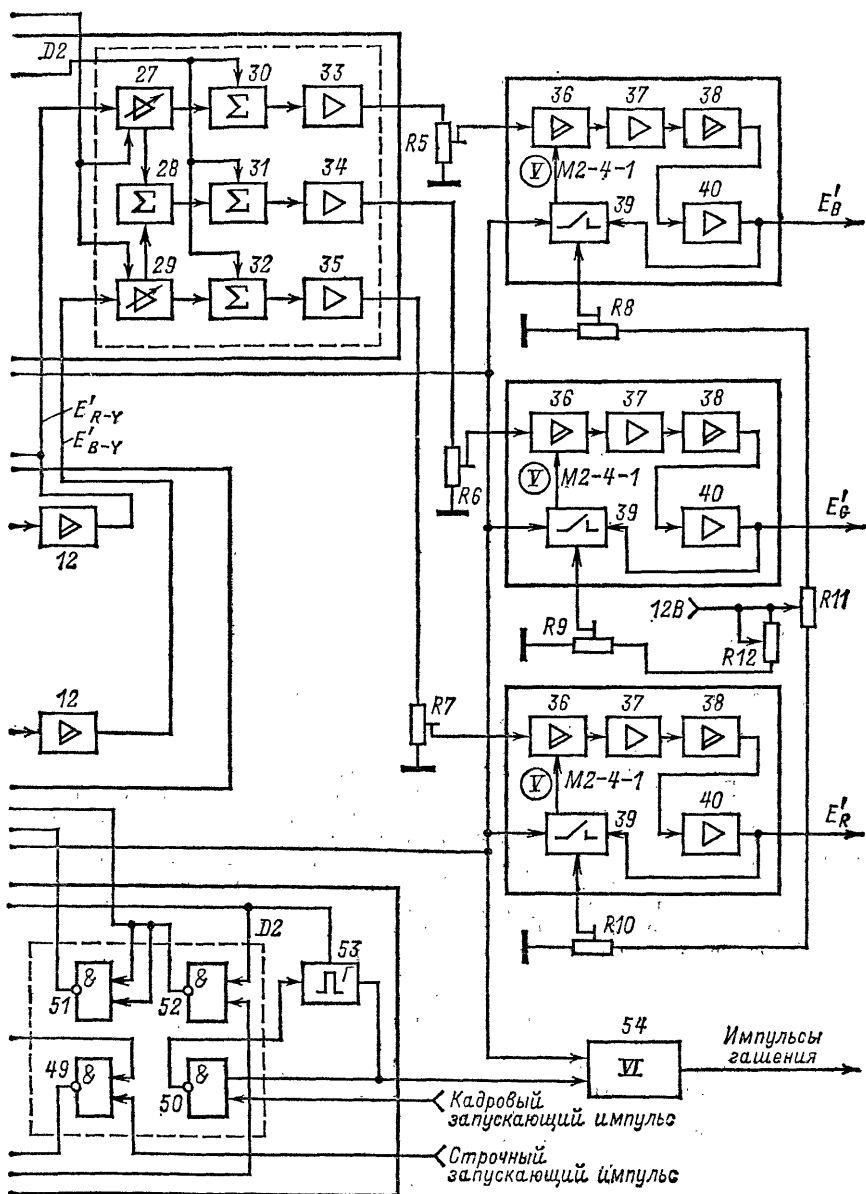 D2
27
30
33
28
31
34
29
32
35
R5
R6
R7
E'R-Y
E'B-Y
12
12
36
37
38
V
M2-4-1
39
40
E'B
R8
36
37
38
V
M2-4-1
39
40
E'G
R9
12В
R12
R11
36
37
38
V
M2-4-1
39
40
E'R
R10
Σ
Σ
Σ
Σ
D2
&
51
&
52
53
Г
49
&
50
&
54
VI
Импульсы
гашения
Кадровый
запускающий импульс
Строчный
запускающий импульс